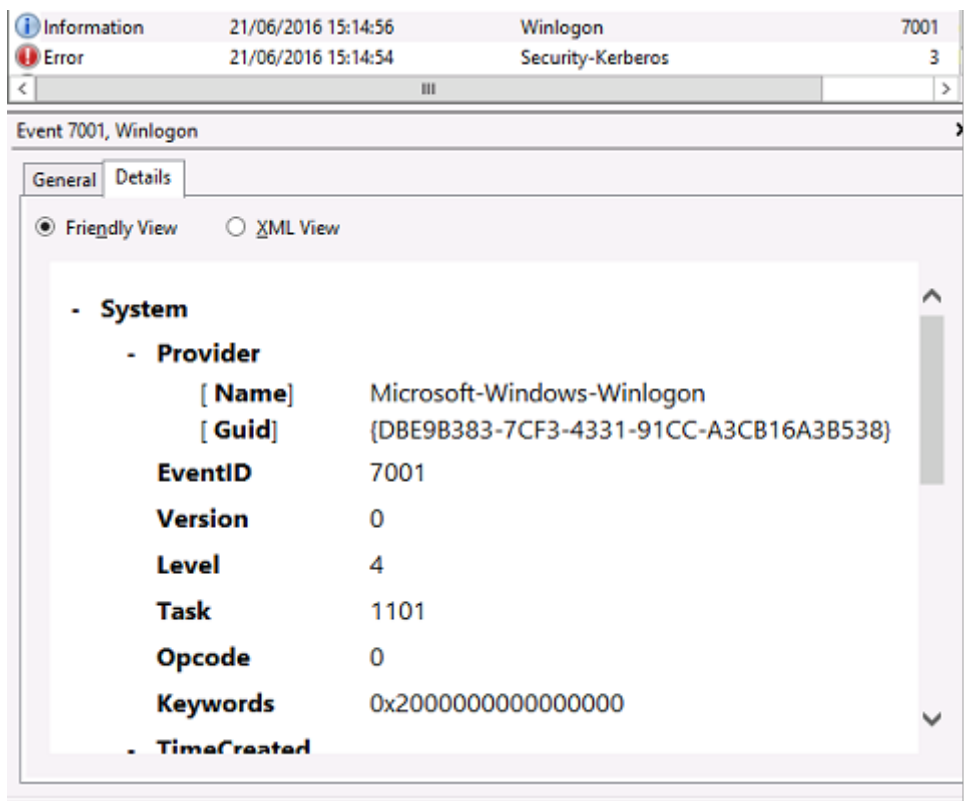 Information 21/06/2016 15:14:56 Winlogon 7001
Error 21/06/2016 15:14:54 Security-Kerberos 3
Event 7001, Winlogon
General Details
Friendly View XML View
- System
- Provider
[ Name] Microsoft-Windows-Winlogon
[ Guid] {DBE9B383-7CF3-4331-91CC-A3CB16A3B538}
EventID 7001
Version 0
Level 4
Task 1101
Opcode 0
Keywords 0x2000000000000000
- TimeCreated